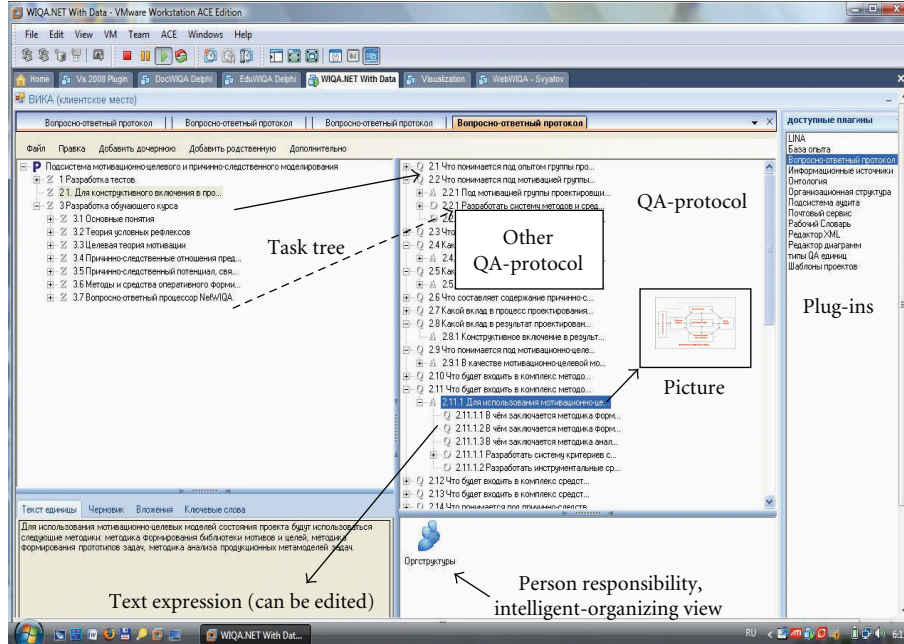 WIQA.NET With Data - VMware Workstation ACE Edition
File Edit View VM Team ACE Windows Help
Home Vs 2008 Plugin DocWIQA Delphi EduWIQA Delphi WIQA.NET With Data Visualization WebWIQA - Svyatov
ВИКА (клиентское место)
Вопросно-ответный протокол Вопросно-ответный протокол Вопросно-ответный протокол Вопросно-ответный протокол
Файл Правка Добавить дочернюю Добавить родственную Дополнительно
P Подсистема мотивационно-целевого и причинно-следственного моделирования
Z 1 Разработка тестов
Z 2 1. Для конструктивного включения в про...
Z 3 Разработка обучающего курса
Z 3.1 Основные понятия
Z 3.2 Теория условных рефлексов
Z 3.3 Целевая теория мотивации
Z 3.4 Причинно-следственные отношения пред...
Z 3.5 Причинно-следственный потенциал, свя...
Z 3.6 Методы и средства оперативного форми...
Z 3.7 Вопросно-ответный процессор NetWIQA
Task tree
Q 2.1 Что понимается под опытом группы про...
Q 2.2 Что понимается под мотивацией группы...
A 2.2.1 Под мотивацией группы проектировщи...
2.2.1 Разработать систему методов и сред...
Q 2.3 Что
Q 2.4 Как
Q 2.5 Как
Q 2.6 Что составляет содержание причинно-с...
Q 2.7 Какой вклад в процесс проектирования...
Q 2.8 Какой вклад в результат проектирован...
A 2.8.1 Конструктивное включение в результ...
Q 2.9 Что понимается под мотивационно-целе...
A 2.9.1 В качестве мотивационно-целевой мо...
Q 2.10 Что будет входить в комплекс методо...
Q 2.11 Что будет входить в комплекс методо...
A 2.11.1 Для использования мотивационно-це...
Q 2.11.1.1 В чём заключается методика форм...
Q 2.11.1.2 В чём заключается методика форм...
Q 2.11.1.3 В чём заключается методика анал...
2.11.1.1 Разработать систему критериев с...
2.11.1.2 Разработать инструментальные ср...
Q 2.12 Что будет входить в комплекс средст...
Q 2.13 Что будет входить в комплекс средст...
Q 2.14 Что понимается под причинно-следств...
QA-protocol
Other
QA-protocol
Picture
доступные плагины
LINA
База опыта
Вопросно-ответный протокол
Информационные источники
Онтология
Организационная структура
Подсистема аудита
Почтовый сервис
Рабочий Словарь
Редактор XML
Редактор диаграмм
типы QA единиц
Шаблоны проектов
Plug-ins
Текст единицы Черновик Вложения Ключевые слова
Для использования мотивационно-целевых моделей состояния проекта будут использоваться
следующие методики: методика формирования библиотеки мотивов и целей, методика
формирования прототипов задач, методика анализа продукционных метамоделей задач.
Text expression (can be edited)
Оргструктуры
Person responsibility,
intelligent-organizing view
WIQA.NET With Dat...
RU